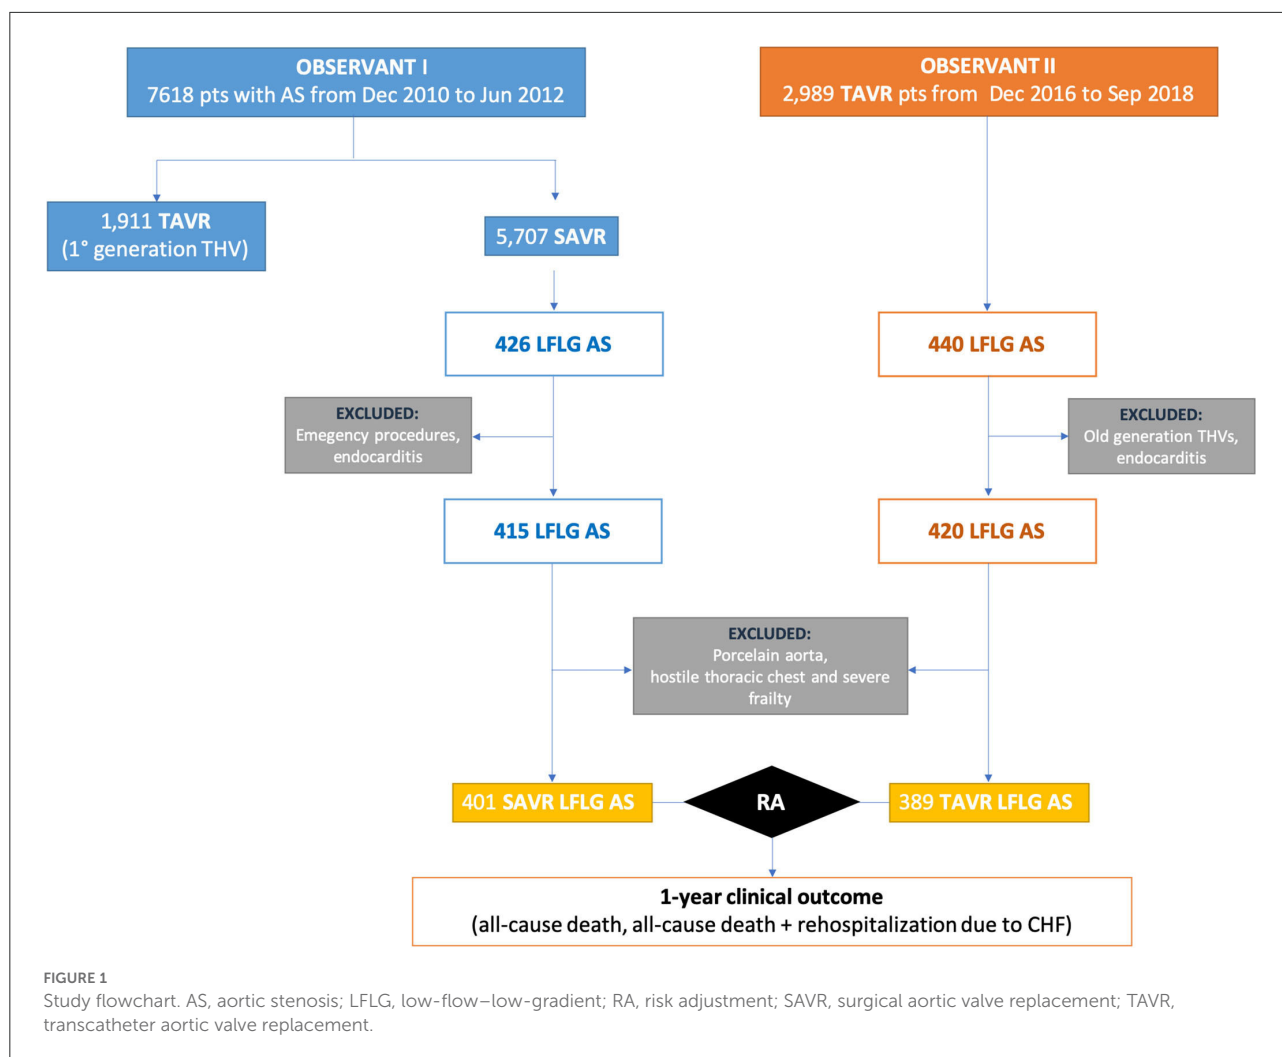 OBSERVANT I
7618 pts with AS from Dec 2010 to Jun 2012
OBSERVANT II
2,989 TAVR pts from Dec 2016 to Sep 2018
1,911 TAVR
(1° generation THV)
5,707 SAVR
426 LFLG AS
440 LFLG AS
EXCLUDED:
Emegency procedures,
endocarditis
EXCLUDED:
Old generation THVs,
endocarditis
415 LFLG AS
420 LFLG AS
EXCLUDED:
Porcelain aorta,
hostile thoracic chest and severe
frailty
401 SAVR LFLG AS
RA
389 TAVR LFLG AS
1-year clinical outcome
(all-cause death, all-cause death + rehospitalization due to CHF)
FIGURE 1
Study flowchart. AS, aortic stenosis; LFLG, low-flow–low-gradient; RA, risk adjustment; SAVR, surgical aortic valve replacement; TAVR,
transcatheter aortic valve replacement.